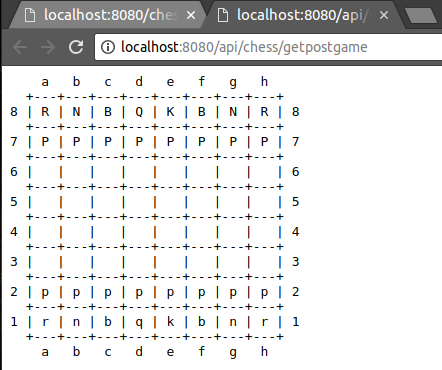 localhost:8080/ches
localhost:8080/api/
localhost:8080/api/chess/getpostgame
    a   b   c   d   e   f   g   h
  +---+---+---+---+---+---+---+---+
8 | R | N | B | Q | K | B | N | R | 8
  +---+---+---+---+---+---+---+---+
7 | P | P | P | P | P | P | P | P | 7
  +---+---+---+---+---+---+---+---+
6 |   |   |   |   |   |   |   |   | 6
  +---+---+---+---+---+---+---+---+
5 |   |   |   |   |   |   |   |   | 5
  +---+---+---+---+---+---+---+---+
4 |   |   |   |   |   |   |   |   | 4
  +---+---+---+---+---+---+---+---+
3 |   |   |   |   |   |   |   |   | 3
  +---+---+---+---+---+---+---+---+
2 | p | p | p | p | p | p | p | p | 2
  +---+---+---+---+---+---+---+---+
1 | r | n | b | q | k | b | n | r | 1
  +---+---+---+---+---+---+---+---+
    a   b   c   d   e   f   g   h